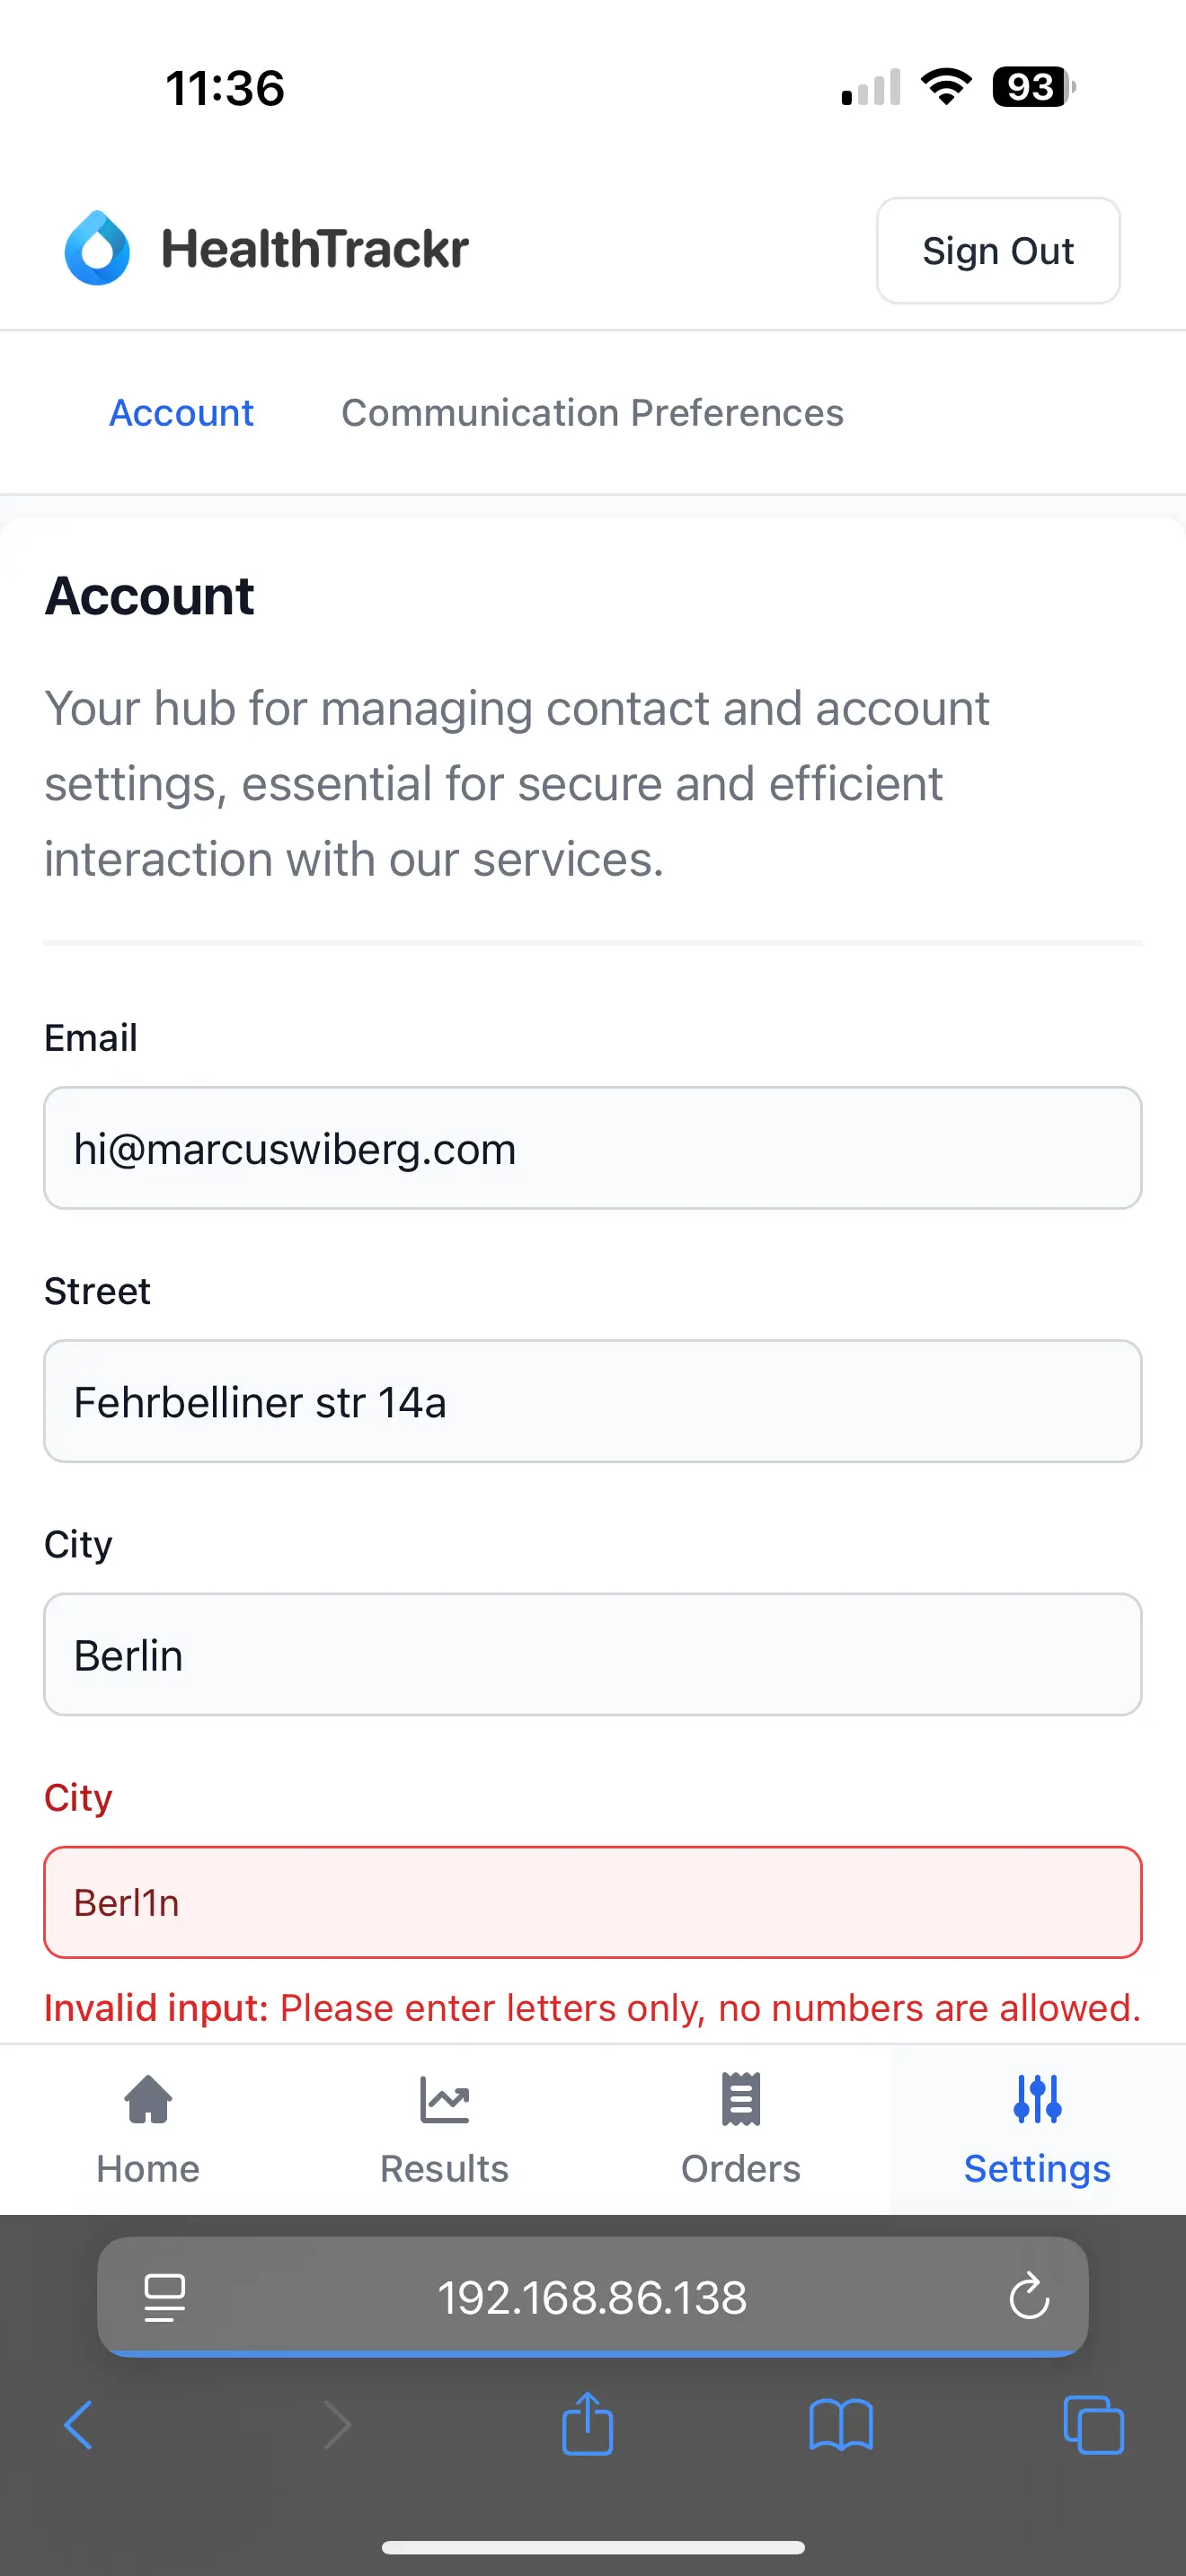 11:36
93
HealthTrackr
Sign Out
Account
Communication Preferences
Account
Your hub for managing contact and account
settings, essential for secure and efficient
interaction with our services.
Email
hi@marcuswiberg.com
Street
Fehrbelliner str 14a
City
Berlin
City
Berl1n
Invalid input: Please enter letters only, no numbers are allowed.
Home
Results
Orders
Settings
192.168.86.138